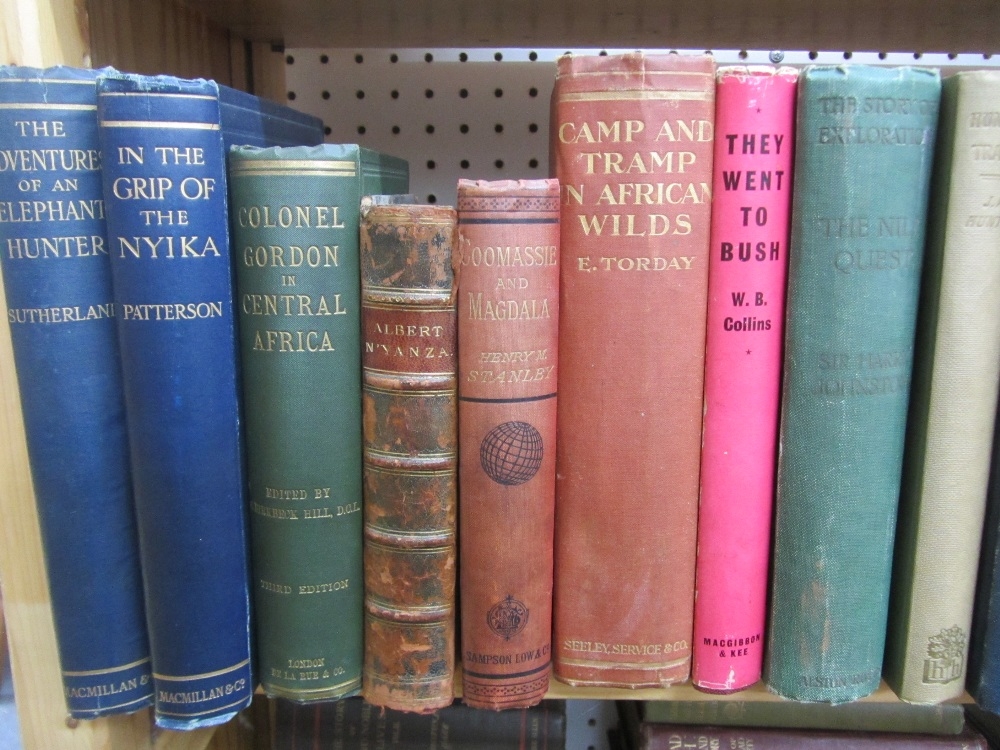 THE
ADVENTURES
OF AN
ELEPHANT
HUNTER
SUTHERLAND
MACMILLAN &
IN THE
GRIP OF
THE
NYIKA
PATTERSON
MACMILLAN & Co
COLONEL
GORDON
IN
CENTRAL
AFRICA
EDITED BY
HILL, D.C.L.
THIRD EDITION
LONDON
DE LA RUE & CO.
ALBERT
N'YANZA.
COOMASSIE
AND
MAGDALA
HENRY M.
STANLEY
SAMPSON LOW & Co
CAMP AND
TRAMP
IN AFRICAN
WILDS
E. TORDAY
SEELEY, SERVICE & CO.
THEY
WENT
TO
BUSH
W. B.
Collins
MACGIBBON
& KEE
THE STORY OF
EXPLORATION
THE NILE
QUEST
SIR HARRY
JOHNSTON
h h